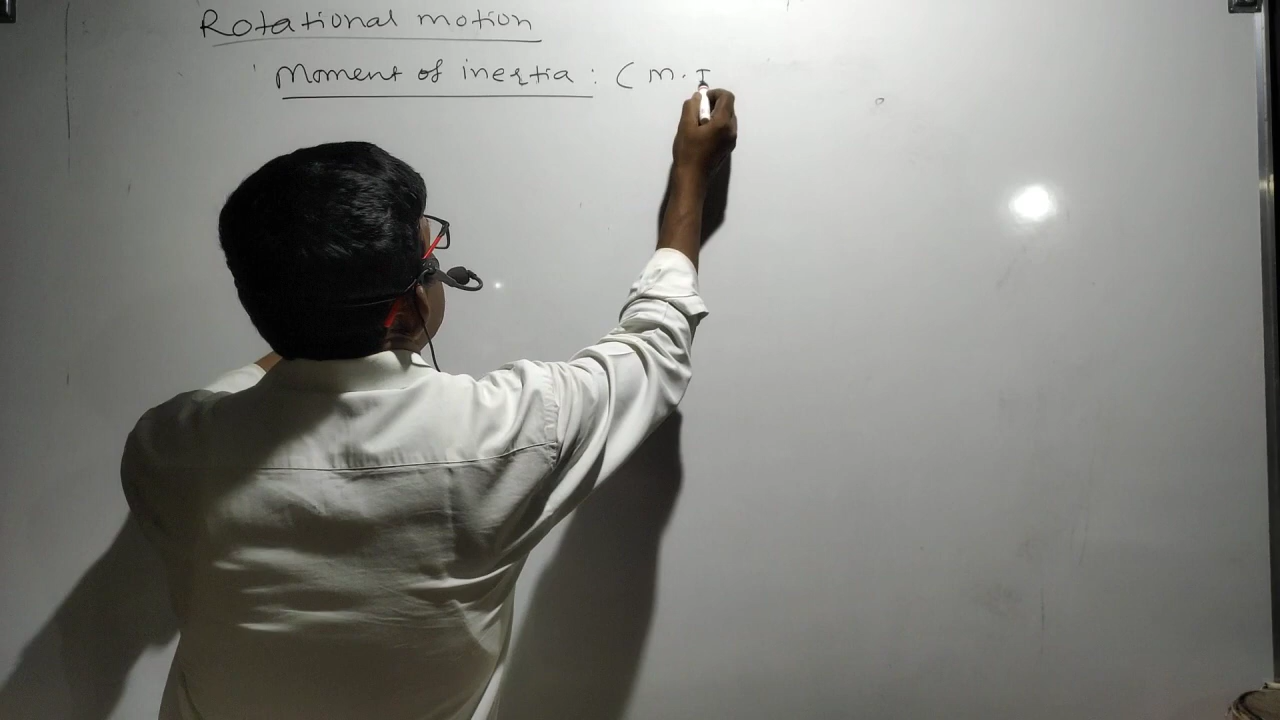 Rotational motion
Moment of inertia : ( M. I